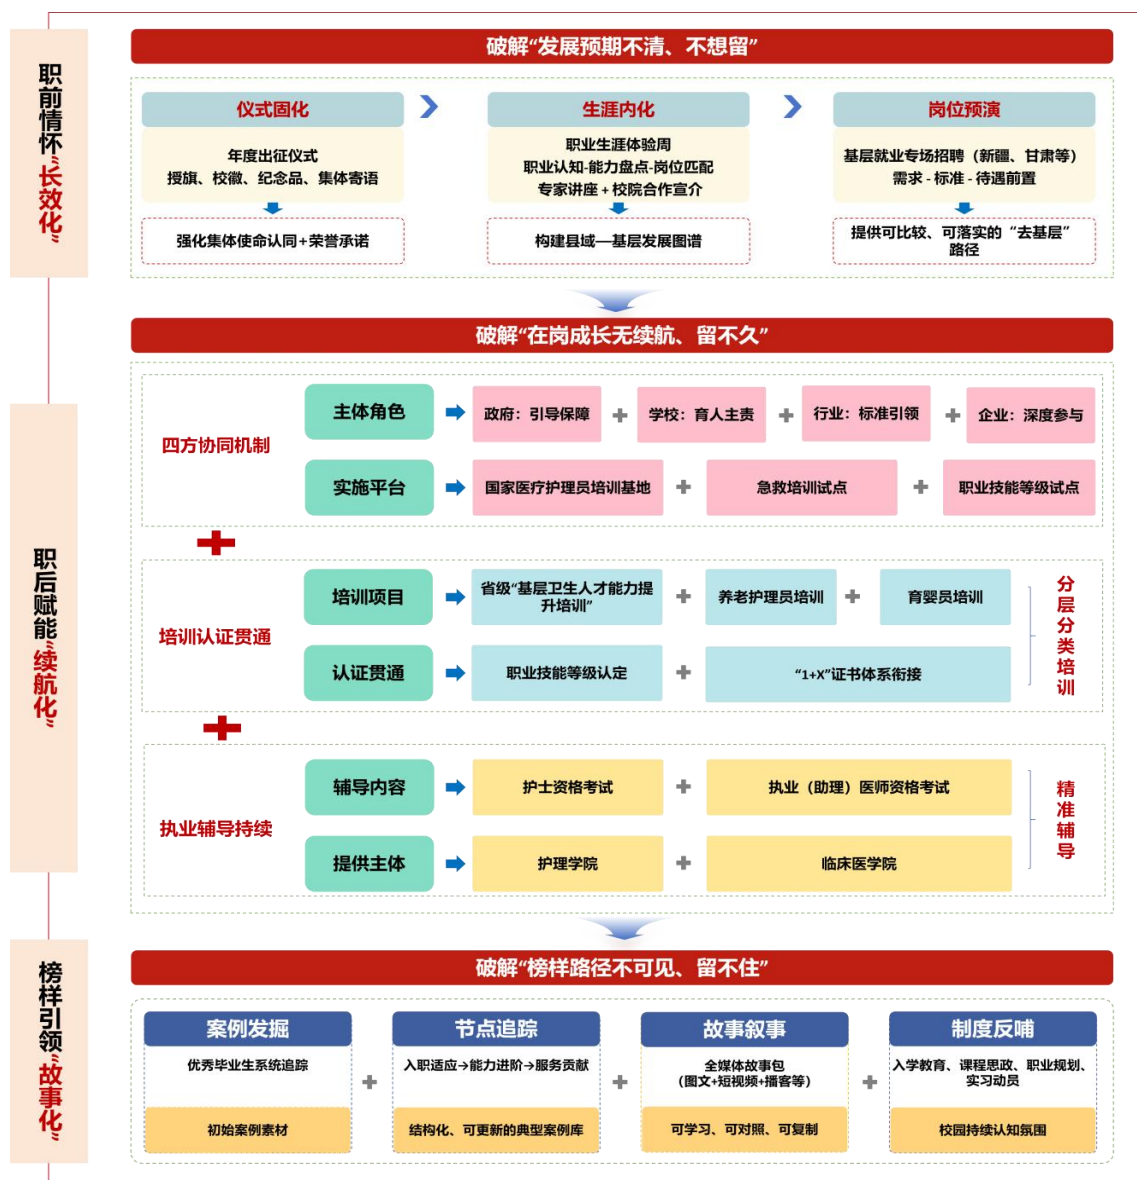 职前情怀“长效化”
破解“发展预期不清、不想留”
仪式固化
生涯内化
岗位预演
年度出征仪式
授旗、校徽、纪念品、集体寄语
职业生涯体验周
职业认知-能力盘点-岗位匹配
专家讲座+校院合作宣介
基层就业专场招聘（新疆、甘肃等）
需求 - 标准 - 待遇前置
强化集体使命认同+荣誉承诺
构建县域—基层发展图谱
提供可比较、可落实的“去基层”
路径
职后赋能“续航化”
破解“在岗成长无续航、留不久”
四方协同机制
主体角色
政府：引导保障
学校：育人主责
行业：标准引领
企业：深度参与
实施平台
国家医疗护理员培训基地
急救培训试点
职业技能等级试点
培训认证贯通
培训项目
省级“基层卫生人才能力提
升培训”
养老护理员培训
育婴员培训
认证贯通
职业技能等级认定
“1+X”证书体系衔接
分层分类培训
执业辅导持续
辅导内容
护士资格考试
执业（助理）医师资格考试
提供主体
护理学院
临床医学院
精准辅导
榜样引领“故事化”
破解“榜样路径不可见、留不住”
案例发掘
优秀毕业生系统追踪
初始案例素材
节点追踪
入职适应→能力进阶→服务贡献
结构化、可更新的典型案例库
故事叙事
全媒体故事包
（图文+短视频+播客等）
可学习、可对照、可复制
制度反哺
入学教育、课程思政、职业规划、
实习动员
校园持续认知氛围